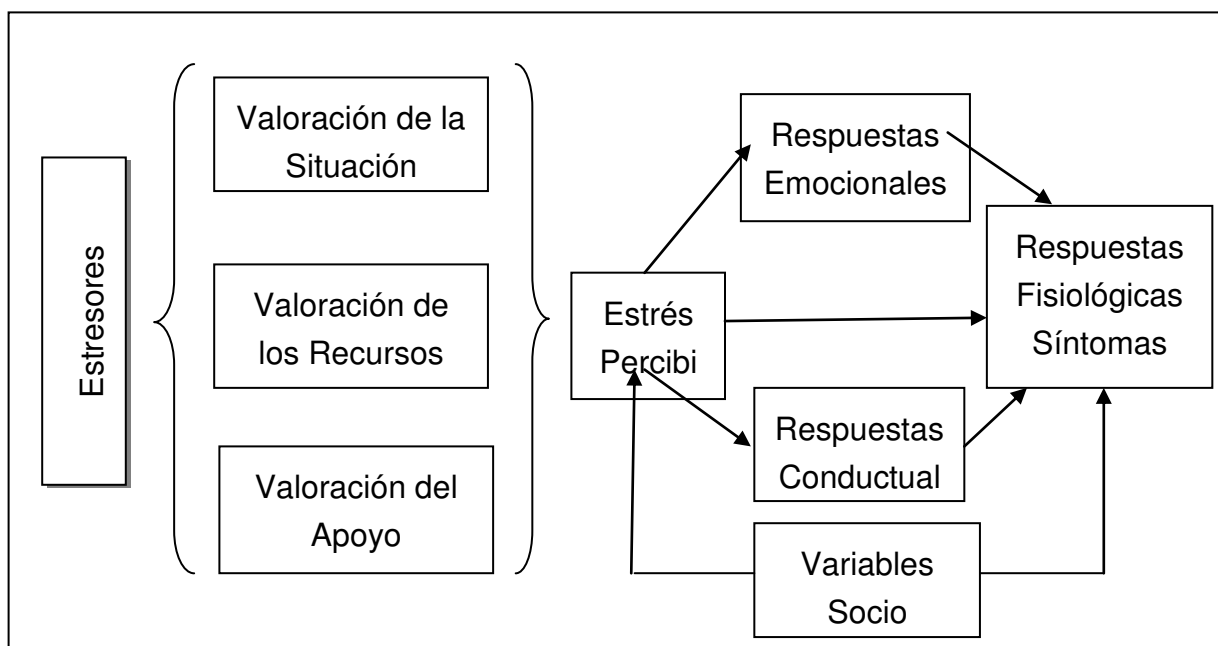 Estresores
Valoración de la
Situación
Valoración de
los Recursos
Valoración del
Apoyo
Estrés
Percibi
Respuestas
Emocionales
Respuestas
Conductual
Variables
Socio
Respuestas
Fisiológicas
Síntomas